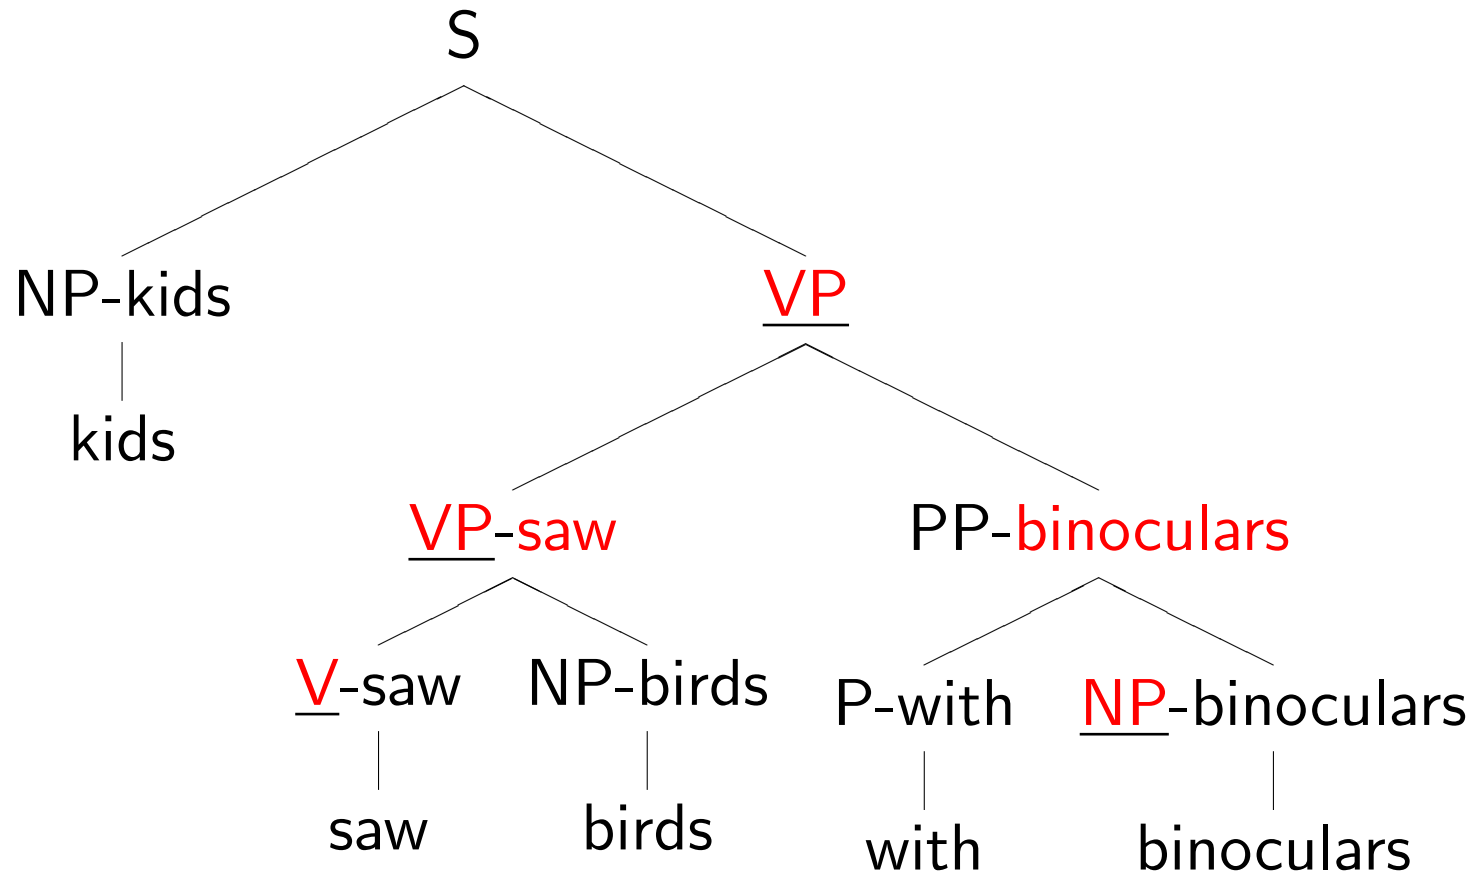 S
NP-kids VP
kids
VP-saw PP-binoculars
V-saw NP-birds P-with NP-binoculars
saw birds with binoculars